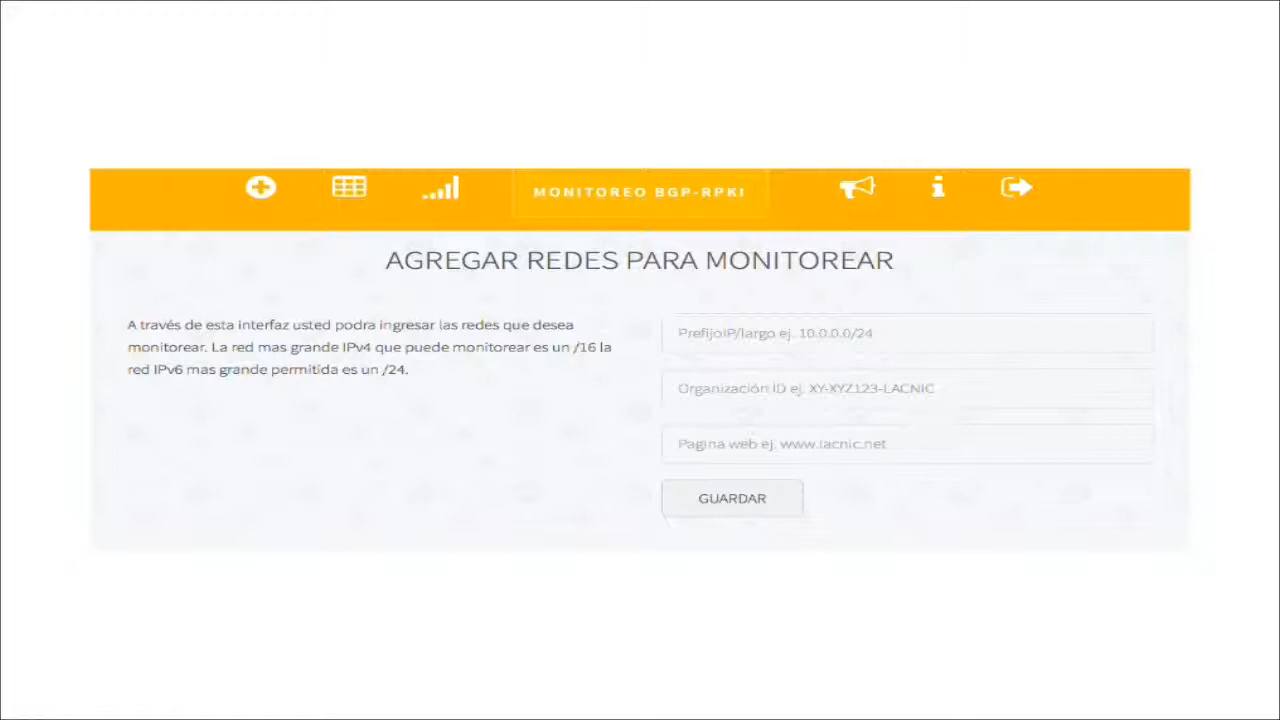 MONITOREO BGP-RPKI
AGREGAR REDES PARA MONITOREAR
A través de esta interfaz usted podra ingresar las redes que desea
monitorear. La red mas grande IPv4 que puede monitorear es un /16 la
red IPv6 mas grande permitida es un /24.
PrefijoIP/largo ej. 10.0.0.0/24
Organización ID ej. XY-XYZ123-LACNIC
Pagina web ej. www.lacnic.net
GUARDAR